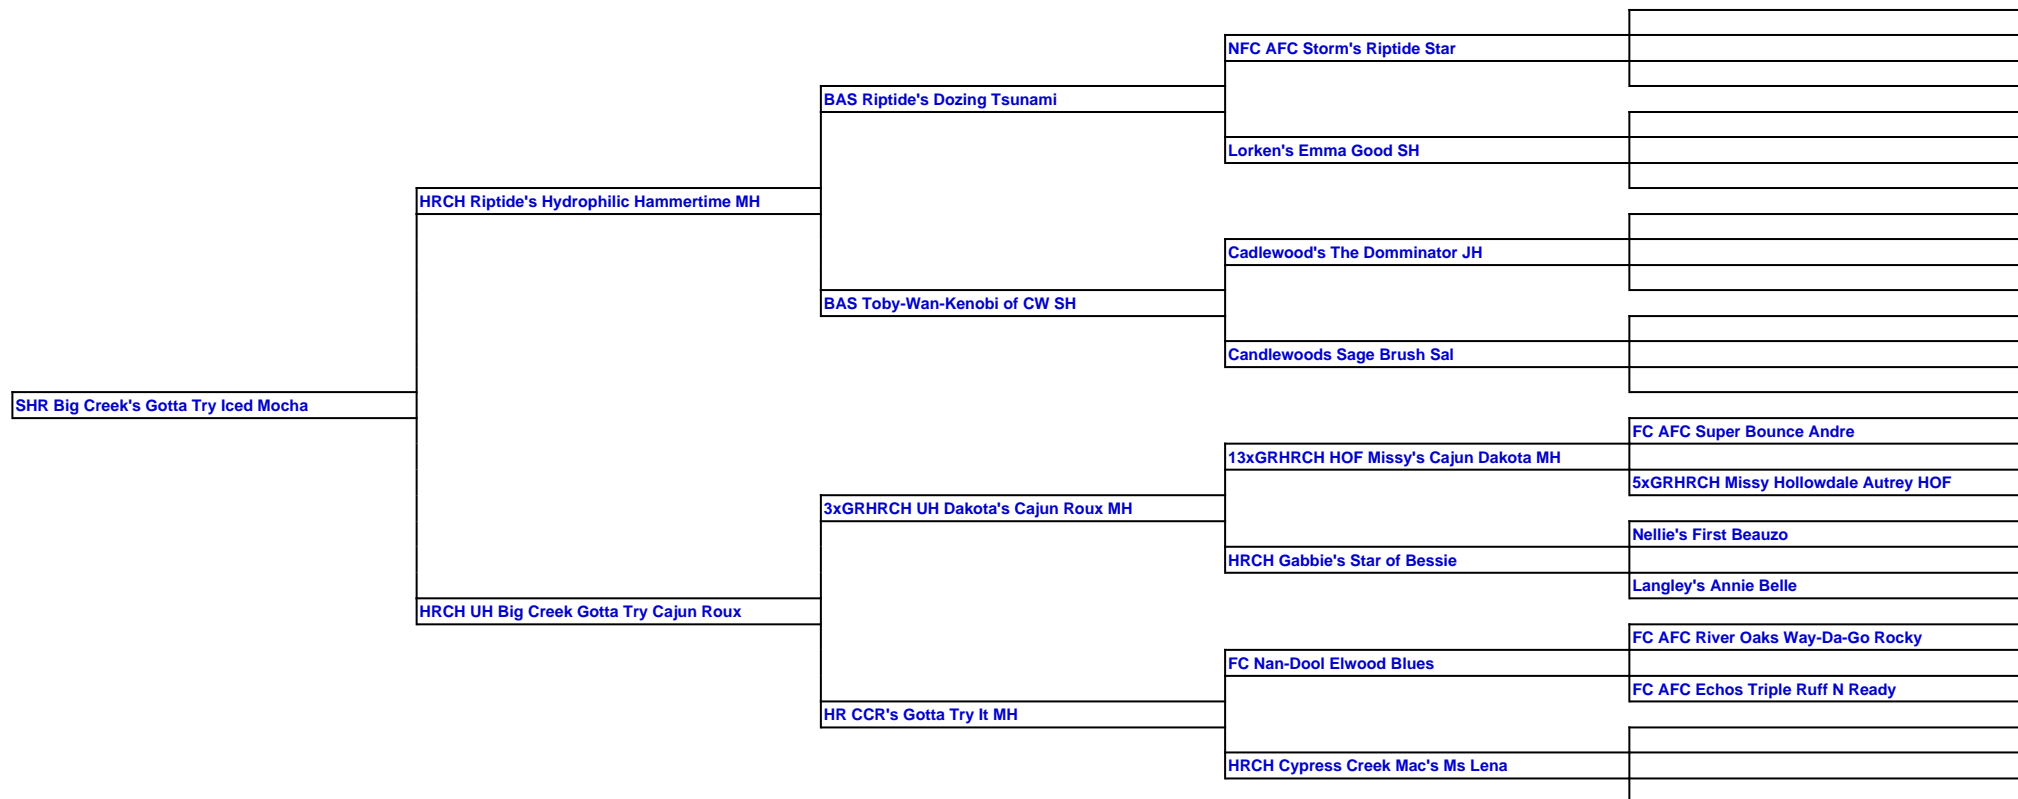 NFC AFC Storm's Riptide Star
BAS Riptide's Dozing Tsunami
Lorken's Emma Good SH
HRCH Riptide's Hydrophilic Hammertime MH
Cadlewood's The Domminator JH
BAS Toby-Wan-Kenobi of CW SH
Candlewoods Sage Brush Sal
SHR Big Creek's Gotta Try Iced Mocha
FC AFC Super Bounce Andre
13xGRHRCH HOF Missy's Cajun Dakota MH
5xGRHRCH Missy Hollowdale Autrey HOF
3xGRHRCH UH Dakota's Cajun Roux MH
Nellie's First Beauzo
HRCH Gabbie's Star of Bessie
Langley's Annie Belle
HRCH UH Big Creek Gotta Try Cajun Roux
FC AFC River Oaks Way-Da-Go Rocky
FC Nan-Dool Elwood Blues
FC AFC Echos Triple Ruff N Ready
HR CCR's Gotta Try It MH
HRCH Cypress Creek Mac's Ms Lena